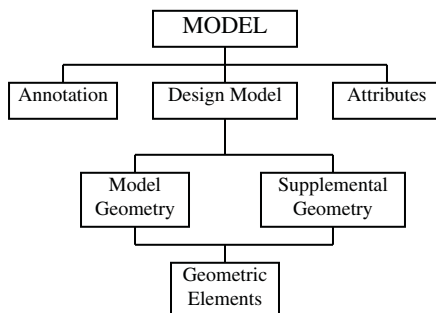 MODEL
Annotation
Design Model
Attributes
Model
Geometry
Supplemental
Geometry
Geometric
Elements